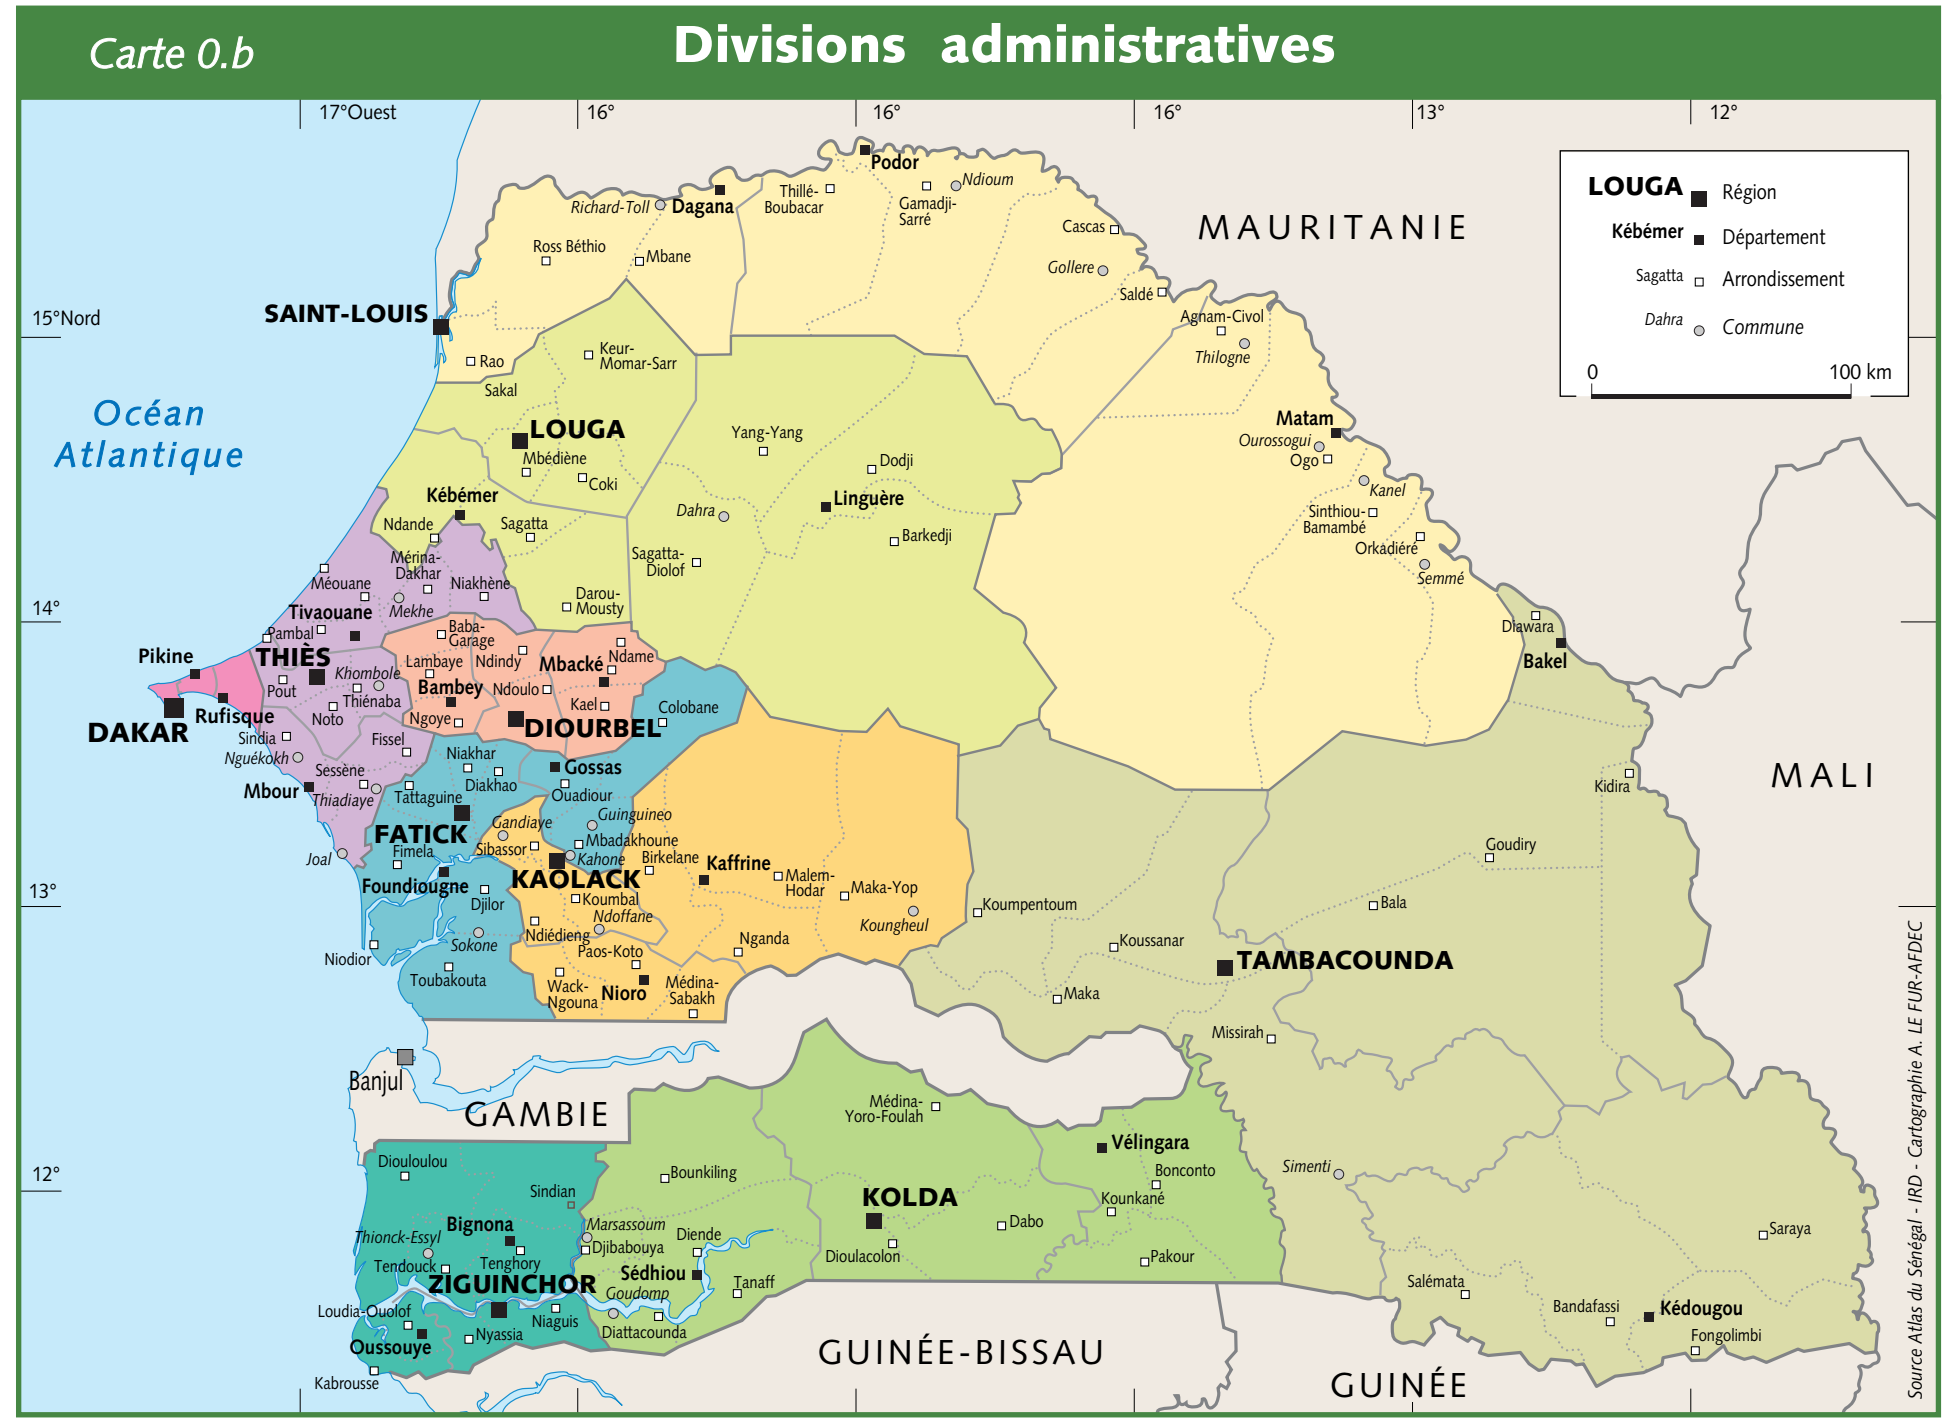 Carte 0.b
Divisions administratives
17°Ouest
16°
16°
16°
13°
12°
15°Nord
14°
13°
12°
LOUGA
Région
Kébémer
Département
Sagatta
Arrondissement
Dahra
Commune
0
100 km
MAURITANIE
MALI
GUINÉE
GUINÉE-BISSAU
GAMBIE
Banjul
Océan
Atlantique
Podor
Ndioum
Thillé-
Boubacar
Gamadji-
Sarré
Richard-Toll
Dagana
Ross Béthio
Mbane
Cascas
Gollere
Saldé
SAINT-LOUIS
Rao
Agnam-Civol
Thilogne
Matam
Ourossogui
Ogo
Kanel
Sinthiou-
Bamambé
Orkadiéré
Semmé
Keur-
Momar-Sarr
Sakal
LOUGA
Mbédiène
Coki
Kébémer
Ndande
Sagatta
Darou-
Mousty
Yang-Yang
Dodji
Linguère
Dahra
Barkedji
Sagatta-
Diolof
Mérina-
Dakhar
Méouane
Niakhène
Tivaouane
Mekhe
Pambal
THIÈS
Khombole
Pout
Thiénaba
Noto
Pikine
Rufisque
DAKAR
Sindia
Nguékokh
Fissel
Sessène
Mbour
Thiadiaye
Joal
Baba-
Garage
Lambaye
Ndindy
Mbacké
Ndame
Bambey
Ndoulo
Kael
Ngoye
DIOURBEL
Colobane
Niakhar
Gossas
Diakhao
Ouadiour
Tattaguine
FATICK
Guinguineo
Mbadakhoune
Fimela
Foundiougne
Djilor
Niodior
Sokone
Toubakouta
Gandiaye
Sibassor
Kahone
KAOLACK
Birkelane
Kaffrine
Malem-
Hodar
Maka-Yop
Koungheul
Koumbal
Ndoffane
Ndiédieng
Paos-Koto
Nganda
Wack-
Ngouna
Nioro
Médina-
Sabakh
Diawara
Bakel
Kidira
Goudiry
Bala
Koumpentoum
Koussanar
TAMBACOUNDA
Maka
Missirah
Simenti
Saraya
Salémata
Bandafassi
Kédougou
Fongolimbi
Médina-
Yoro-Foulah
Vélingara
Bonconto
Kounkané
KOLDA
Dabo
Dioulacolon
Pakour
Bounkiling
Marsassoum
Djibabouya
Diende
Sédhiou
Goudomp
Tanaff
Diattacounda
Diouloulou
Sindian
Bignona
Thionck-Essyl
Tenghory
Tendouck
ZIGUINCHOR
Loudia-Ouolof
Niaguis
Nyassia
Oussouye
Kabrousse
Source Atlas du Sénégal - IRD - Cartographie A. LE FUR-AFDEC